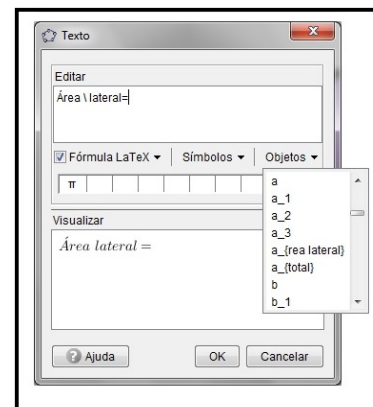 Texto
Editar
Área \ lateral=
Fórmula LaTeX Símbolos Objetos
π
a
a_1
a_2
a_3
a_{rea lateral}
a_{total}
b
b_1
Visualizar
Área lateral =
Ajuda OK Cancelar